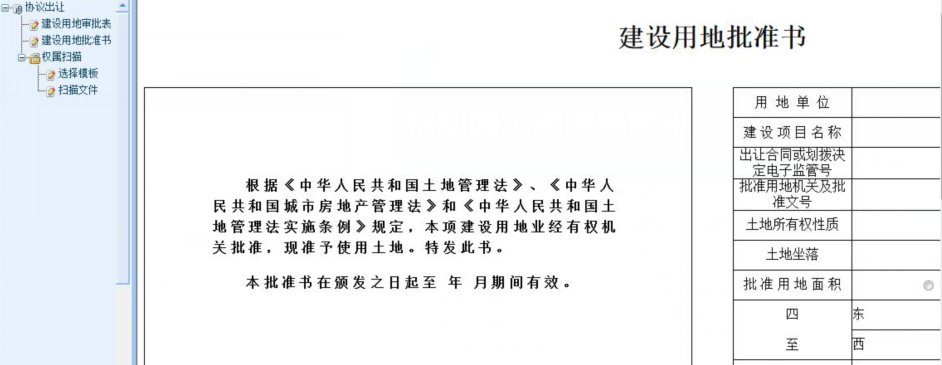 协议出让
建设用地审批表
建设用地批准书
权属扫描
选择模板
扫描文件
建设用地批准书
根据《中华人民共和国土地管理法》、《中华人
民共和国城市房地产管理法》和《中华人民共和国土
地管理法实施条例》规定，本项建设用地业经有权机
关批准，现准予使用土地。特发此书。
本批准书在颁发之日起至 年 月期间有效。
用地单位
建设项目名称
出让合同或划拨决
定电子监管号
批准用地机关及批
准文号
土地所有权性质
土地坐落
批准用地面积
四 东
至 西